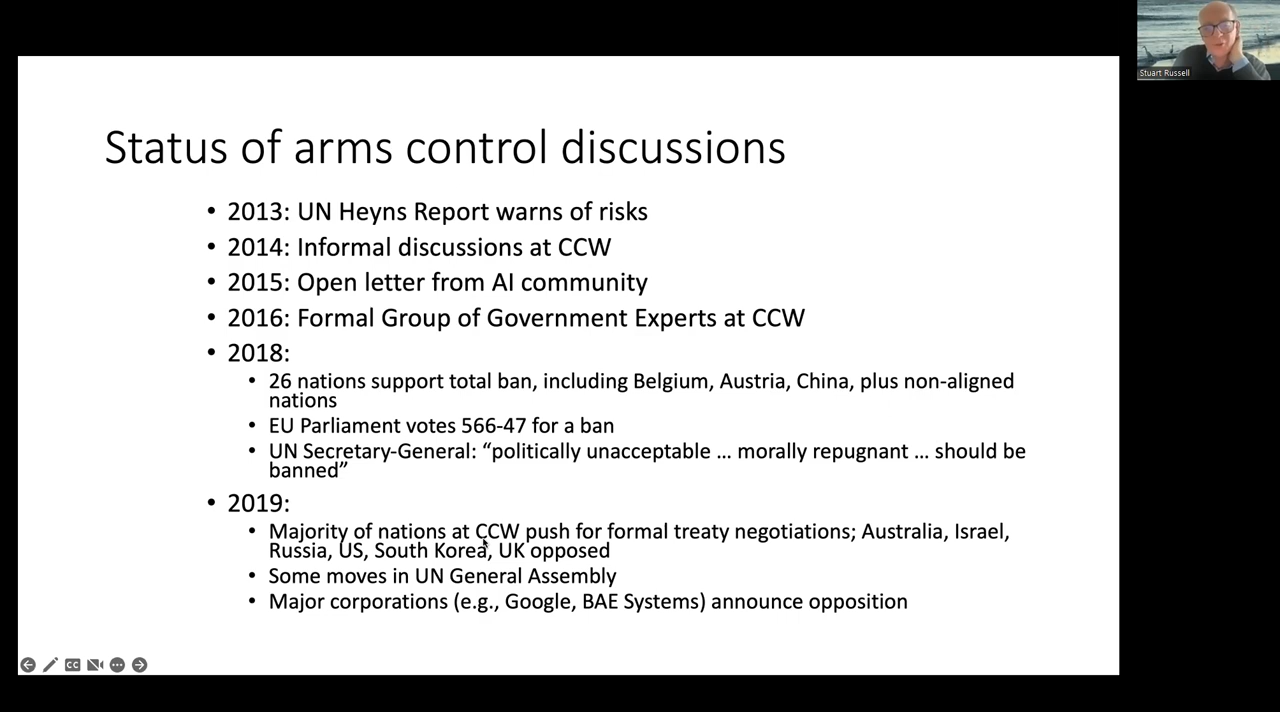 Stuart Russell
Status of arms control discussions
• 2013: UN Heyns Report warns of risks
• 2014: Informal discussions at CCW
• 2015: Open letter from AI community
• 2016: Formal Group of Government Experts at CCW
• 2018:
• 26 nations support total ban, including Belgium, Austria, China, plus non-aligned
nations
• EU Parliament votes 566-47 for a ban
• UN Secretary-General: “politically unacceptable … morally repugnant … should be
banned”
• 2019:
• Majority of nations at CCW push for formal treaty negotiations; Australia, Israel,
Russia, US, South Korea, UK opposed
• Some moves in UN General Assembly
• Major corporations (e.g., Google, BAE Systems) announce opposition
CC